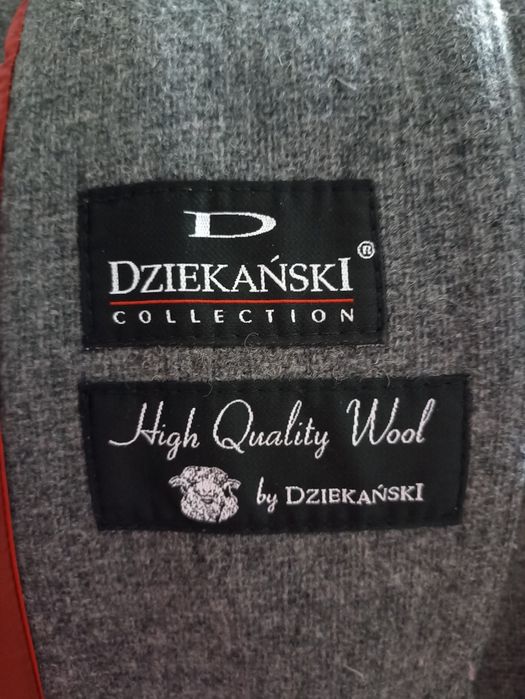 D
DZIEKAŃSKI®
COLLECTION
High Quality Wool
by DZIEKAŃSKI